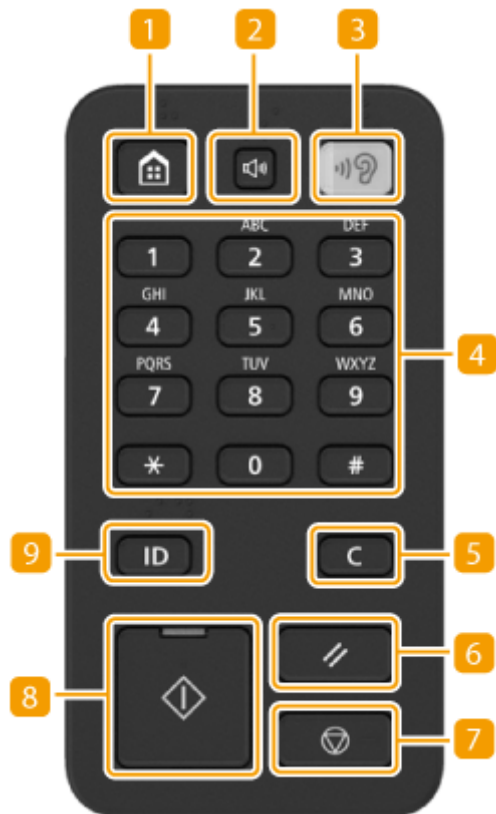 1 2 3
ABC DEF
1 2 3
GHI JKL MNO
4 5 6
4
PQRS TUV WXYZ
7 8 9
* 0 #
9 ID C 5
6
8
7